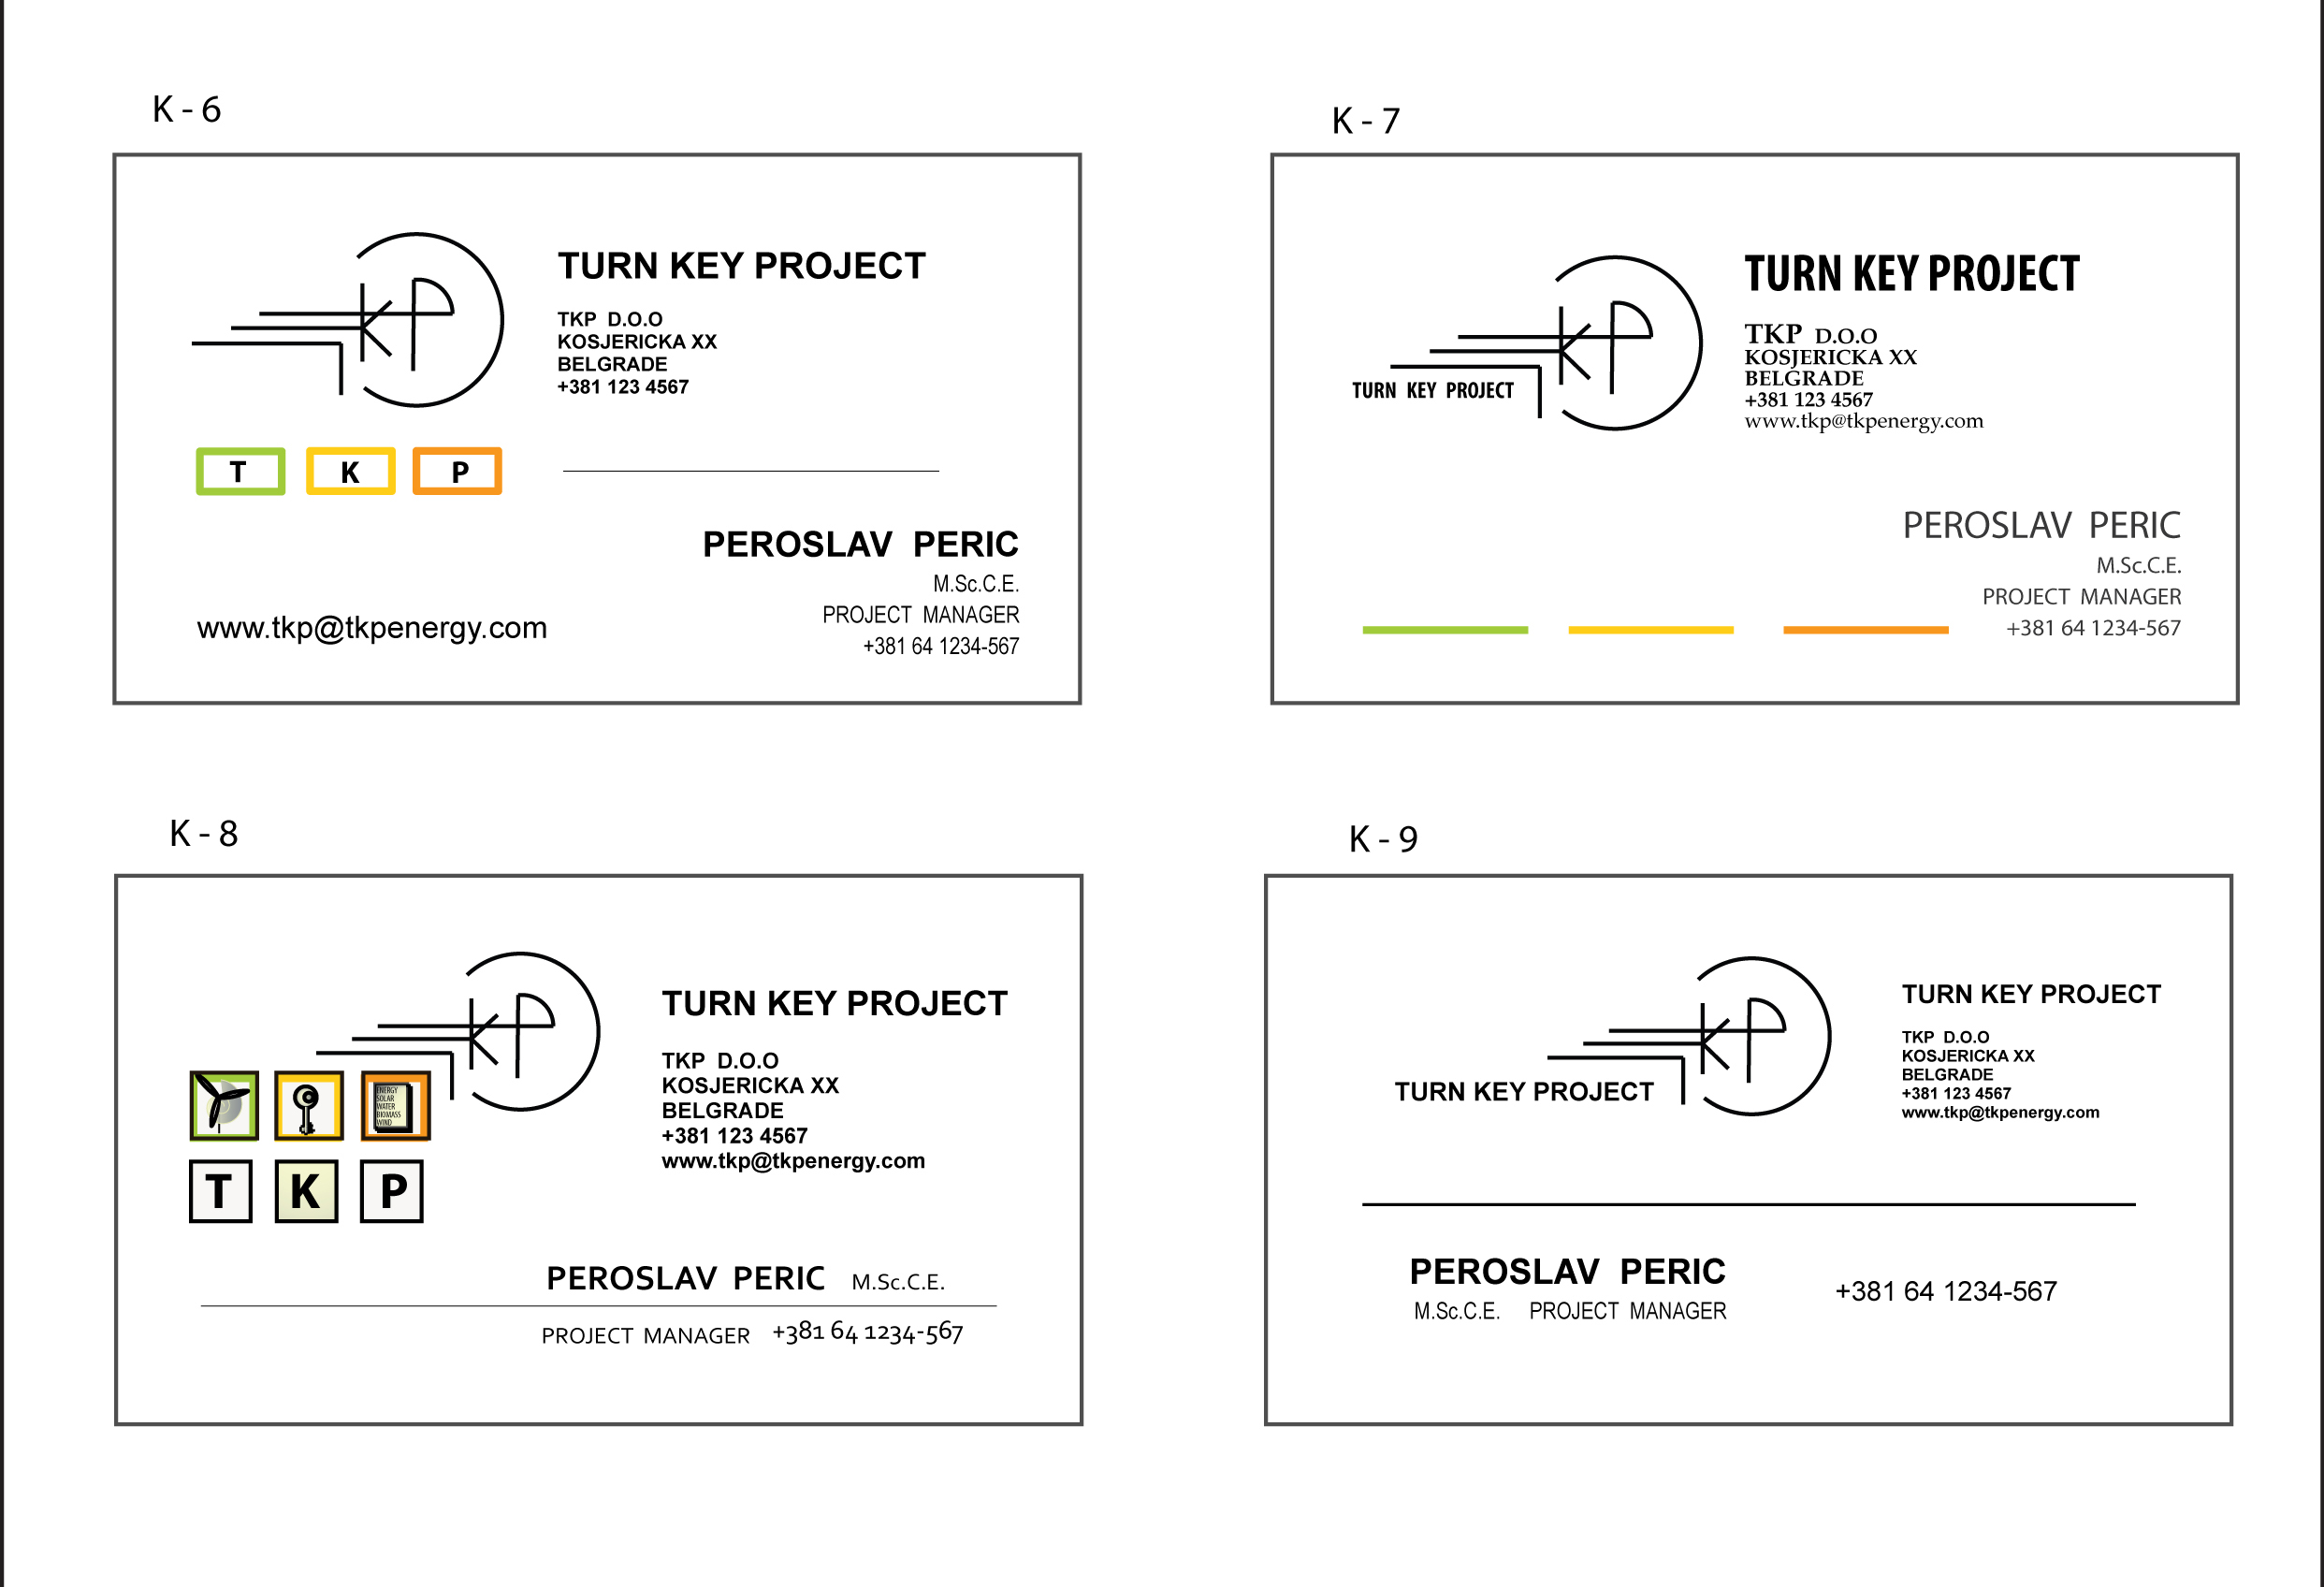 K - 6
TURN KEY PROJECT
TKP D.O.O
KOSJERICKA XX
BELGRADE
+381 123 4567
T K P
PEROSLAV PERIC
M.Sc.C.E.
PROJECT MANAGER
+381 64 1234-567
www.tkp@tkpenergy.com
K - 7
KP
TURN KEY PROJECT
TURN KEY PROJECT
TKP D.O.O
KOSJERICKA XX
BELGRADE
+381 123 4567
www.tkp@tkpenergy.com
PEROSLAV PERIC
M.Sc.C.E.
PROJECT MANAGER
+381 64 1234-567
K - 8
KP
TURN KEY PROJECT
TKP D.O.O
KOSJERICKA XX
BELGRADE
+381 123 4567
www.tkp@tkpenergy.com
ENERGY
SOLAR
WATER
BIOMASS
WIND
T K P
PEROSLAV PERIC M.Sc.C.E.
PROJECT MANAGER +381 64 1234-567
K - 9
KP
TURN KEY PROJECT
TURN KEY PROJECT
TKP D.O.O
KOSJERICKA XX
BELGRADE
+381 123 4567
www.tkp@tkpenergy.com
PEROSLAV PERIC
M.Sc.C.E. PROJECT MANAGER
+381 64 1234-567